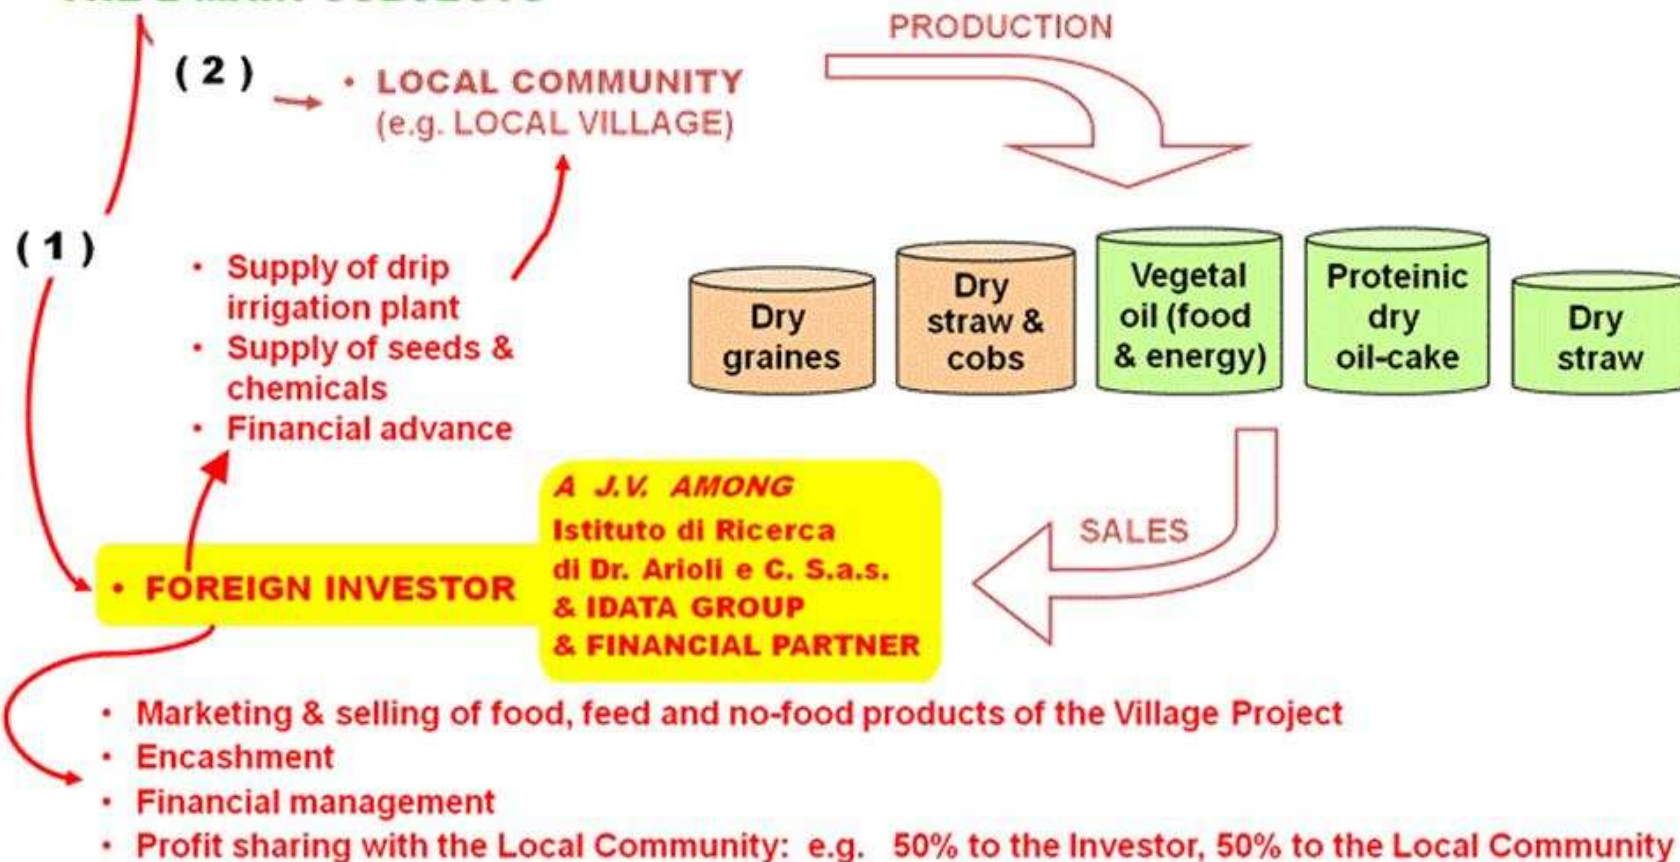 PRODUCTION
( 2 )
• LOCAL COMMUNITY
(e.g. LOCAL VILLAGE)
( 1 )
• Supply of drip
irrigation plant
• Supply of seeds &
chemicals
• Financial advance
Dry
graines
Dry
straw &
cobs
Vegetal
oil (food
& energy)
Proteinic
dry
oil-cake
Dry
straw
SALES
• FOREIGN INVESTOR
A J.V. AMONG
Istituto di Ricerca
di Dr. Arioli e C. S.a.s.
& IDATA GROUP
& FINANCIAL PARTNER
• Marketing & selling of food, feed and no-food products of the Village Project
• Encashment
• Financial management
• Profit sharing with the Local Community: e.g. 50% to the Investor, 50% to the Local Community